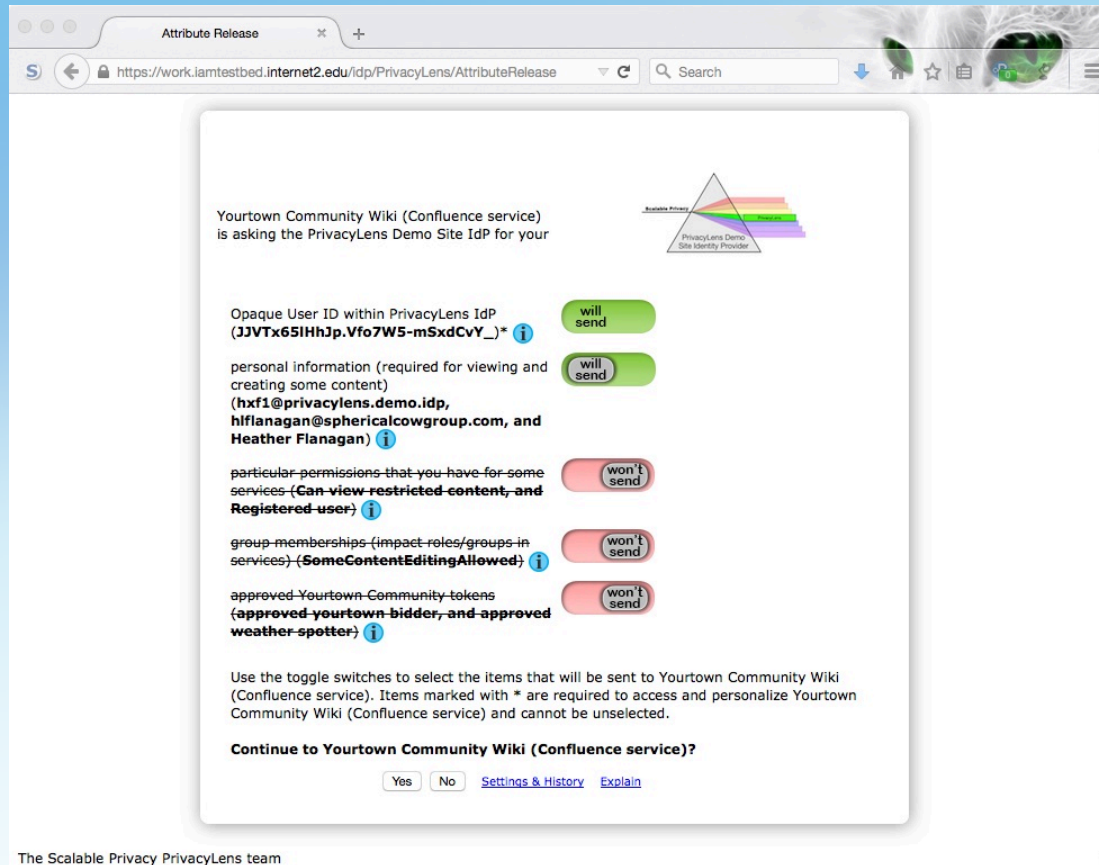 Attribute Release
https://work.iamtestbed.internet2.edu/idp/PrivacyLens/AttributeRelease
Search
Yourtown Community Wiki (Confluence service)
is asking the PrivacyLens Demo Site IdP for your
Scalable Privacy
PrivacyLens
PrivacyLens Demo
Site Identity Provider
Opaque User ID within PrivacyLens IdP
(JJVTx65IHhJp.Vfo7W5-mSxdCvY_)*
will
send
personal information (required for viewing and
creating some content)
(hxf1@privacylens.demo.idp,
hlflanagan@sphericalcowgroup.com, and
Heather Flanagan)
will
send
particular permissions that you have for some
services (Can view restricted content, and
Registered user)
won't
send
group memberships (impact roles/groups in
services) (SomeContentEditingAllowed)
won't
send
approved Yourtown Community tokens
(approved yourtown bidder, and approved
weather spotter)
won't
send
Use the toggle switches to select the items that will be sent to Yourtown Community Wiki
(Confluence service). Items marked with * are required to access and personalize Yourtown
Community Wiki (Confluence service) and cannot be unselected.
Continue to Yourtown Community Wiki (Confluence service)?
Yes No Settings & History Explain
The Scalable Privacy PrivacyLens team